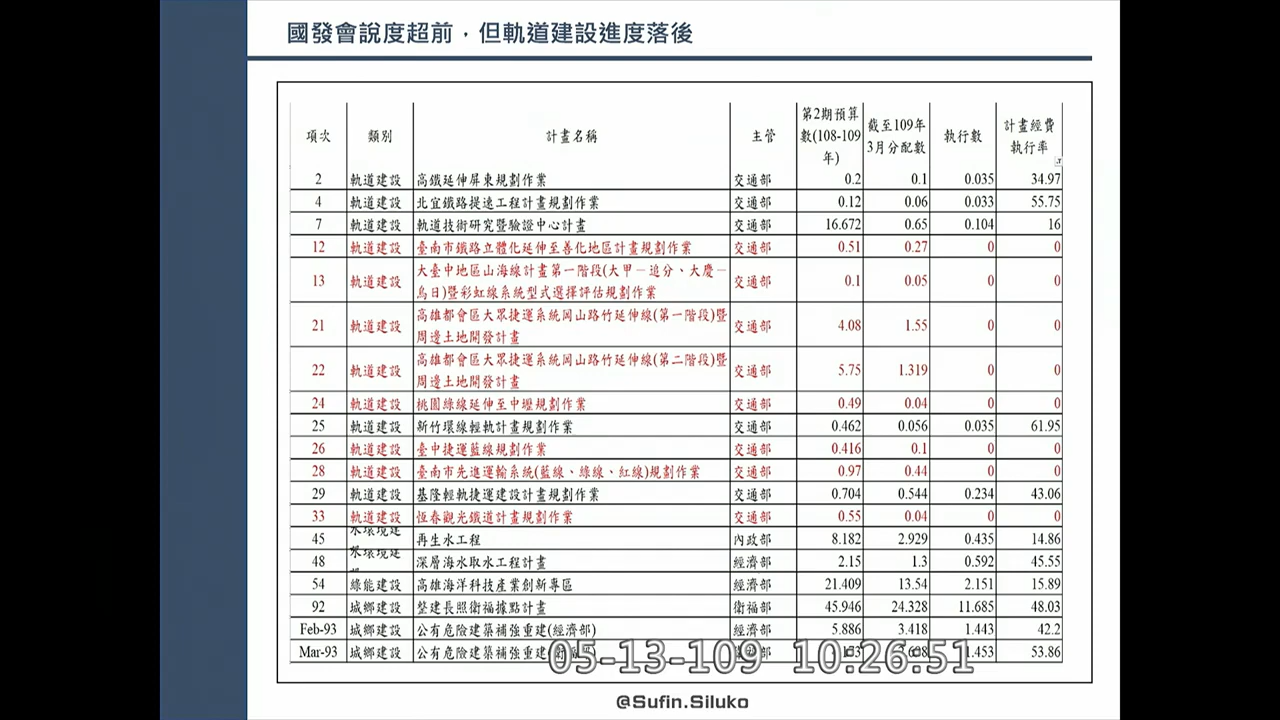 國發會說度超前，但軌道建設進度落後
項次 類別 計畫名稱 主管 第2期預算數(108-109年) 截至109年3月分配數 執行數 計畫經費執行率
2 軌道建設 高鐵延伸屏東規劃作業 交通部 0.2 0.1 0.035 34.97
4 軌道建設 北宜鐵路提速工程計畫規劃作業 交通部 0.12 0.06 0.033 55.75
7 軌道建設 軌道技術研究暨驗證中心計畫 交通部 16.672 0.65 0.104 16
12 軌道建設 臺南市鐵路立體化延伸至善化地區計畫規劃作業 交通部 0.51 0.27 0 0
13 軌道建設 大臺中地區山海線計畫第一階段(大甲－追分、大慶－
烏日)暨彩虹線系統型式選擇評估規劃作業 交通部 0.1 0.05 0 0
21 軌道建設 高雄都會區大眾捷運系統岡山路竹延伸線(第一階段)暨
周邊土地開發計畫 交通部 4.08 1.55 0 0
22 軌道建設 高雄都會區大眾捷運系統岡山路竹延伸線(第二階段)暨
周邊土地開發計畫 交通部 5.75 1.319 0 0
24 軌道建設 桃園綠線延伸至中壢規劃作業 交通部 0.49 0.04 0 0
25 軌道建設 新竹環線輕軌計畫規劃作業 交通部 0.462 0.056 0.035 61.95
26 軌道建設 臺中捷運藍線規劃作業 交通部 0.416 0.1 0 0
28 軌道建設 臺南市先進運輸系統(藍線、綠線、紅線)規劃作業 交通部 0.97 0.44 0 0
29 軌道建設 基隆輕軌捷運建設計畫規劃作業 交通部 0.704 0.544 0.234 43.06
33 軌道建設 恆春觀光鐵道計畫規劃作業 交通部 0.55 0.04 0 0
45 水環境建 再生水工程 內政部 8.182 2.929 0.435 14.86
48 水環境建 深層海水取水工程計畫 經濟部 2.15 1.3 0.592 45.55
54 綠能建設 高雄海洋科技產業創新專區 經濟部 21.409 13.54 2.151 15.89
92 城鄉建設 整建長照衛福據點計畫 衛福部 45.946 24.328 11.685 48.03
Feb-93 城鄉建設 公有危險建築補強重建(經濟部) 經濟部 5.886 3.418 1.443 42.2
Mar-93 城鄉建設 公有危險建築補強重建( 1.453 53.86
05-13-109 10:26:51
@Sufin.Siluko